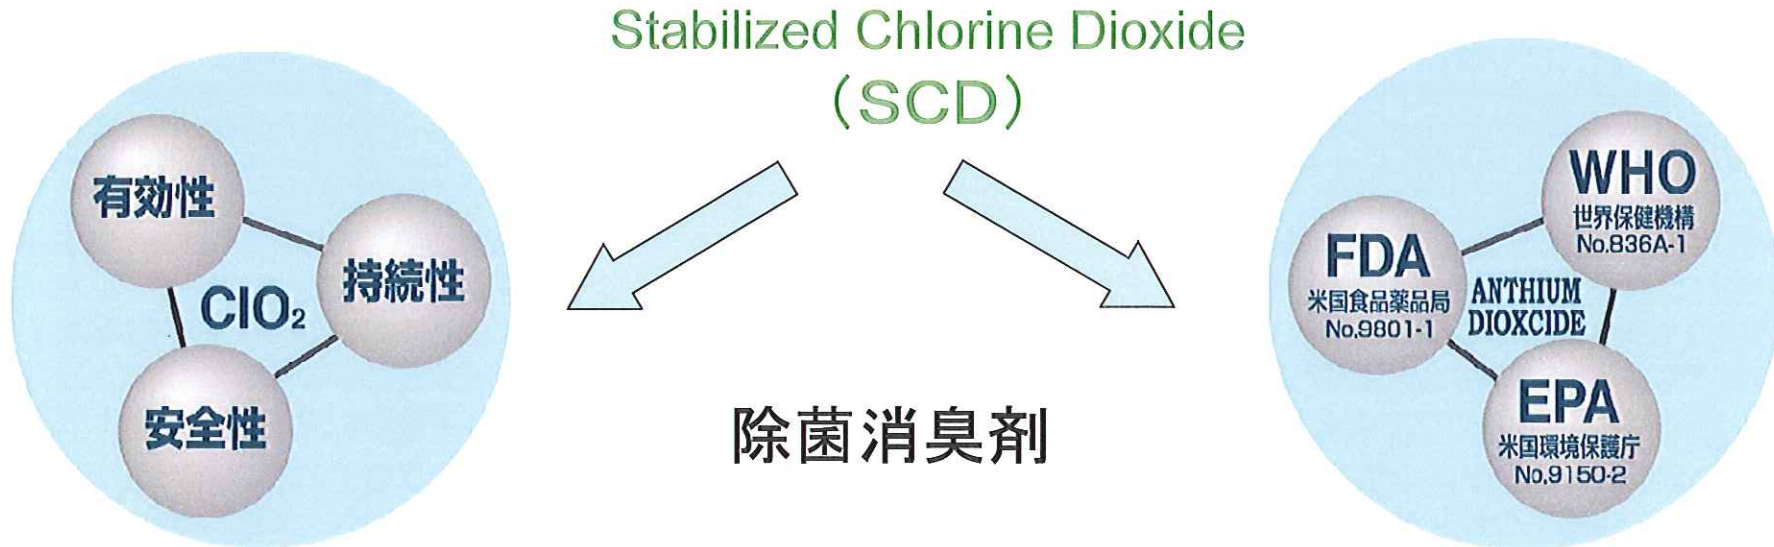 Stabilized Chlorine Dioxide
(SCD)
有効性
持続性
ClO₂
安全性
除菌消臭剤
WHO
世界保健機構
No.836A-1
FDA
米国食品薬品局
No.9801-1
ANTHIUM
DIOXCIDE
EPA
米国環境保護庁
No.9150-2